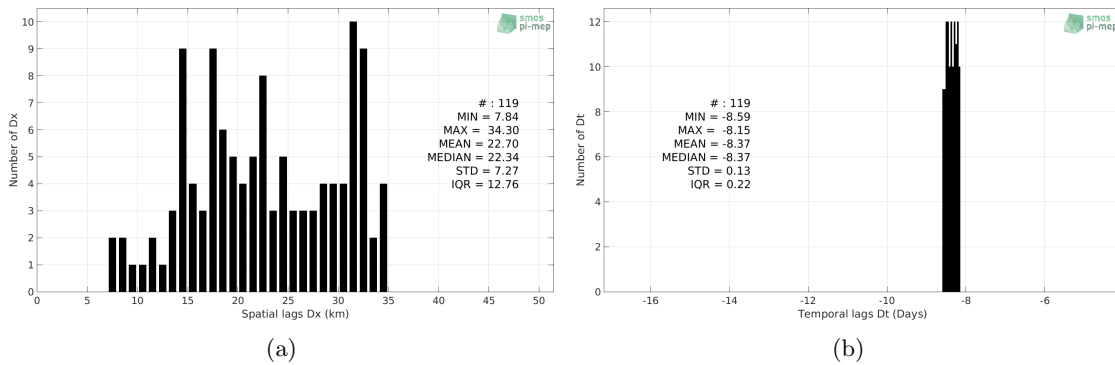 smos
pi-mep
10
9
8
7
6
5
4
3
2
1
0
Number of Dx
# : 119
MIN = 7.84
MAX = 34.30
MEAN = 22.70
MEDIAN = 22.34
STD = 7.27
IQR = 12.76
0 5 10 15 20 25 30 35 40 45 50
Spatial lags Dx (km)
(a)
smos
pi-mep
12
10
8
6
4
2
0
Number of Dt
# : 119
MIN = -8.59
MAX = -8.15
MEAN = -8.37
MEDIAN = -8.37
STD = 0.13
IQR = 0.22
-16 -14 -12 -10 -8 -6
Temporal lags Dt (Days)
(b)